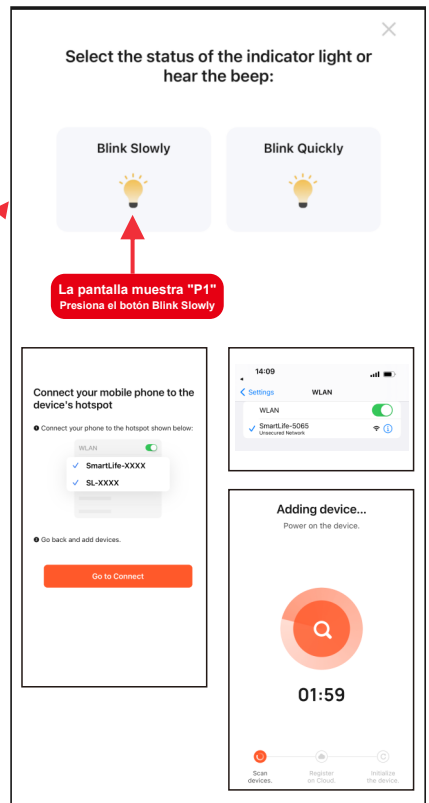 Select the status of the indicator light or
hear the beep:
Blink Slowly
Blink Quickly
La pantalla muestra "P1"
Presiona el botón Blink Slowly
Connect your mobile phone to the
device's hotspot
❶ Connect your phone to the hotspot shown below:
WLAN
✓ SmartLife-XXXX
✓ SL-XXXX
❷ Go back and add devices.
Go to Connect
14:09
Settings
WLAN
WLAN
SmartLife-5065
Unsecured Network
Adding device...
Power on the device.
01:59
Scan
devices.
Register
on Cloud.
Initialize
the device.